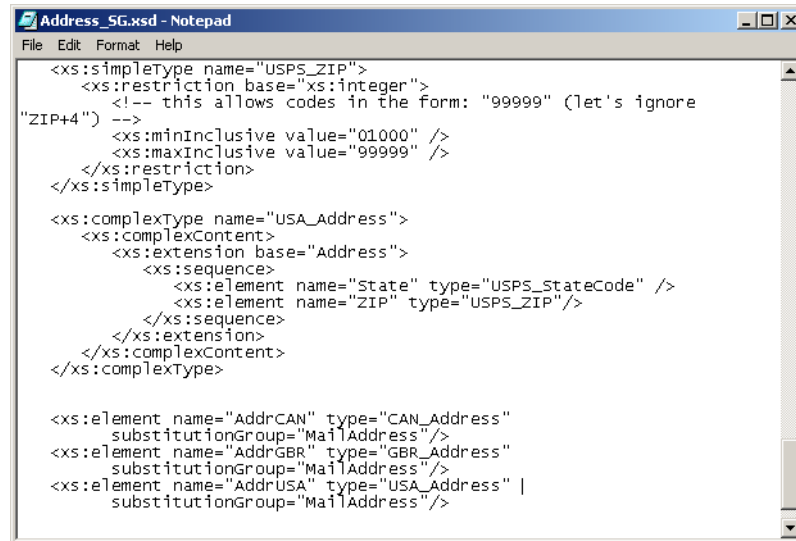 Address_SG.xsd - Notepad
File Edit Format Help
<xs:simpleType name="USPS_ZIP">
<xs:restriction base="xs:integer">
<!-- this allows codes in the form: "99999" (let's ignore
"ZIP+4") -->
<xs:minInclusive value="01000" />
<xs:maxInclusive value="99999" />
</xs:restriction>
</xs:simpleType>
<xs:complexType name="USA_Address">
<xs:complexContent>
<xs:extension base="Address">
<xs:sequence>
<xs:element name="State" type="USPS_StateCode" />
<xs:element name="ZIP" type="USPS_ZIP"/>
</xs:sequence>
</xs:extension>
</xs:complexContent>
</xs:complexType>
<xs:element name="AddrCAN" type="CAN_Address"
substitutionGroup="MailAddress"/>
<xs:element name="AddrGBR" type="GBR_Address"
substitutionGroup="MailAddress"/>
<xs:element name="AddrUSA" type="USA_Address"
substitutionGroup="MailAddress"/>